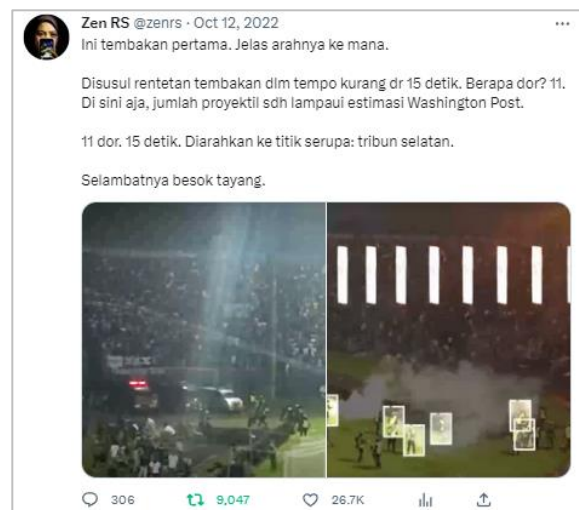 Zen RS @zenrs · Oct 12, 2022
Ini tembakan pertama. Jelas arahnya ke mana.
Disusul rentetan tembakan dlm tempo kurang dr 15 detik. Berapa dor? 11.
Di sini aja, jumlah proyektil sdh lampaui estimasi Washington Post.
11 dor. 15 detik. Diarahkan ke titik serupa: tribun selatan.
Selambatnya besok tayang.
306 9,047 26.7K